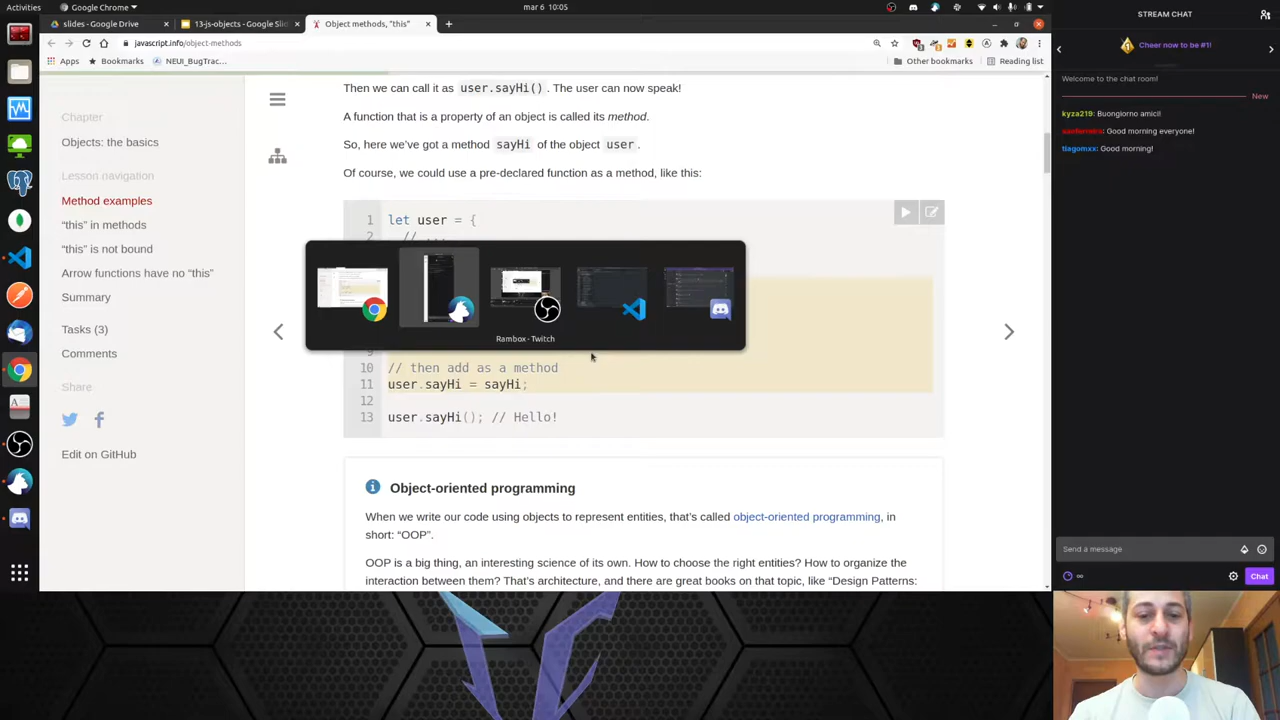 Activities
Google Chrome
mar 6 10:05
STREAM CHAT
slides - Google Drive
13-js-objects - Google Slid
Object methods, "this"
Cheer now to be #1!
javascript.info/object-methods
Apps
Bookmarks
NEUI_BugTrac...
Other bookmarks
Reading list
Welcome to the chat room!
New
kyza219: Buongiorno amici!
Good morning everyone!
tiagomxx: Good morning!
Chapter
Objects: the basics
Lesson navigation
Method examples
"this" in methods
"this" is not bound
Arrow functions have no "this"
Summary
Tasks (3)
Comments
Share
Edit on GitHub
Then we can call it as user.sayHi(). The user can now speak!
A function that is a property of an object is called its method.
So, here we've got a method sayHi of the object user.
Of course, we could use a pre-declared function as a method, like this:
1 let user = {
2 // ...
Rambox - Twitch
9
10 // then add as a method
11 user.sayHi = sayHi;
12
13 user.sayHi(); // Hello!
Object-oriented programming
When we write our code using objects to represent entities, that's called object-oriented programming, in
short: "OOP".
OOP is a big thing, an interesting science of its own. How to choose the right entities? How to organize the
interaction between them? That's architecture, and there are great books on that topic, like "Design Patterns:
Send a message
Chat